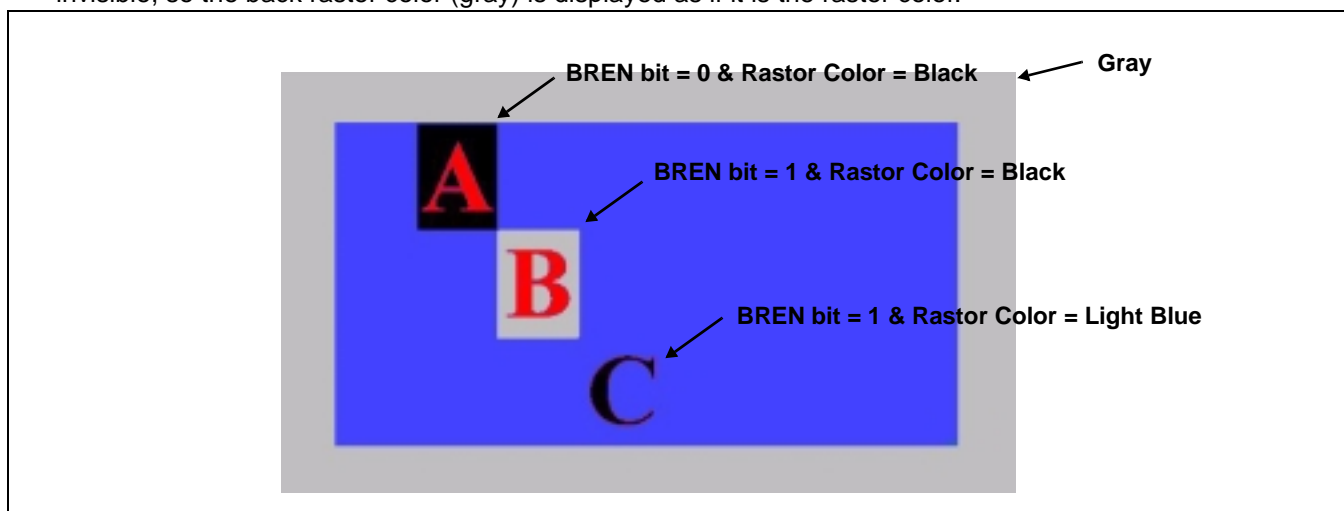 invisible, so the back raster color (gray) is displayed as if it is the raster color.
Gray
BREN bit = 0 & Rastor Color = Black
A
BREN bit = 1 & Rastor Color = Black
B
BREN bit = 1 & Rastor Color = Light Blue
C